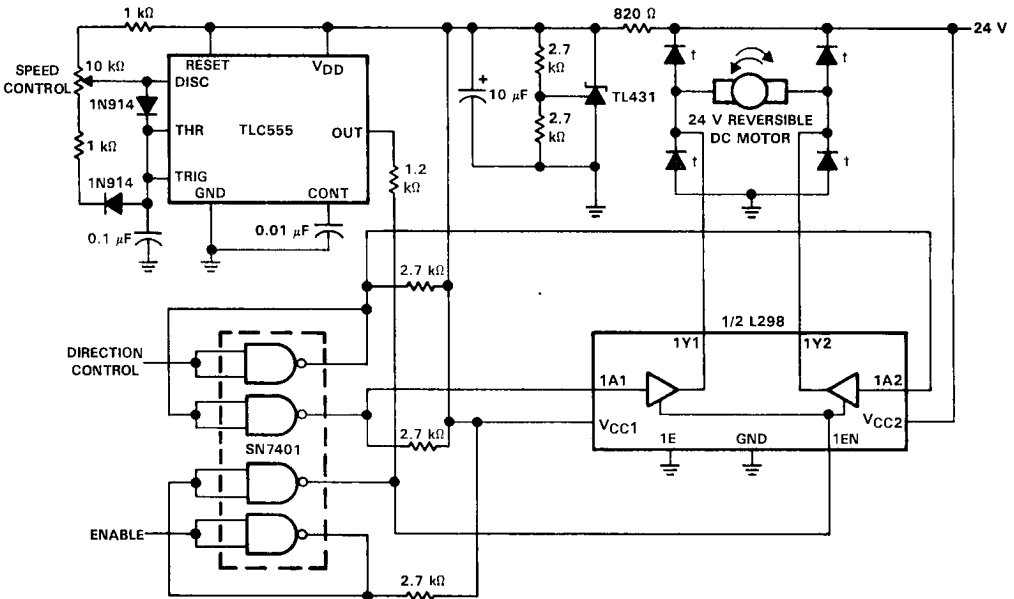 1 kΩ
820 Ω
24 V
SPEED
CONTROL
10 kΩ
RESET
VDD
DISC
1N914
THR
TLC555
OUT
1 kΩ
1N914
TRIG
GND
CONT
0.1 µF
0.01 µF
1.2
kΩ
+
10 µF
2.7
kΩ
2.7
kΩ
TL431
t
t
24 V REVERSIBLE
DC MOTOR
t
t
2.7 kΩ
DIRECTION
CONTROL
SN7401
ENABLE
2.7 kΩ
2.7 kΩ
1/2 L298
1Y1
1Y2
1A1
1A2
VCC1
VCC2
1E
GND
1EN